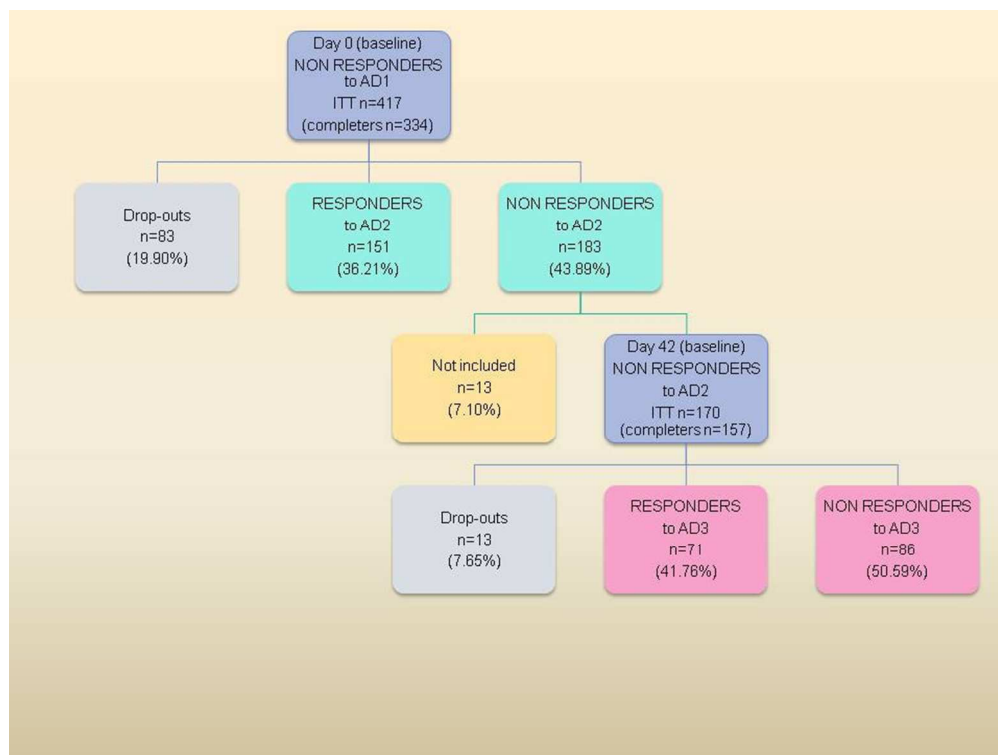 Day 0 (baseline)
NON RESPONDERS
to AD1
ITT n=417
(completers n=334)
Drop-outs
n=83
(19.90%)
RESPONDERS
to AD2
n=151
(36.21%)
NON RESPONDERS
to AD2
n=183
(43.89%)
Not included
n=13
(7.10%)
Day 42 (baseline)
NON RESPONDERS
to AD2
ITT n=170
(completers n=157)
Drop-outs
n=13
(7.65%)
RESPONDERS
to AD3
n=71
(41.76%)
NON RESPONDERS
to AD3
n=86
(50.59%)